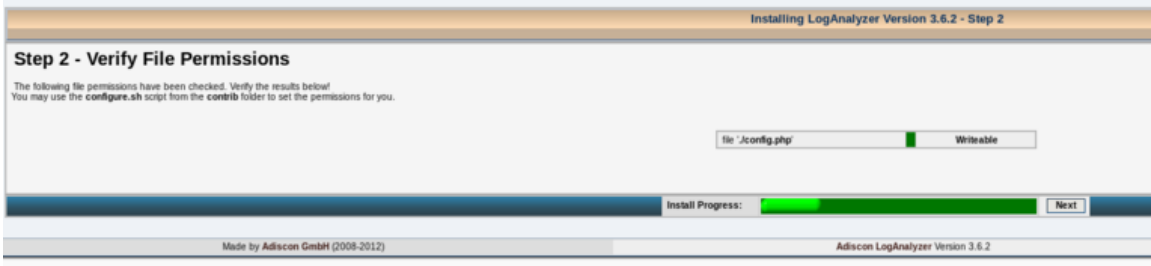 Installing LogAnalyzer Version 3.6.2 - Step 2
Step 2 - Verify File Permissions
The following file permissions have been checked. Verify the results below!
You may use the configure.sh script from the contrib folder to set the permissions for you.
file './config.php' Writeable
Install Progress: Next
Made by Adiscon GmbH (2008-2012) Adiscon LogAnalyzer Version 3.6.2